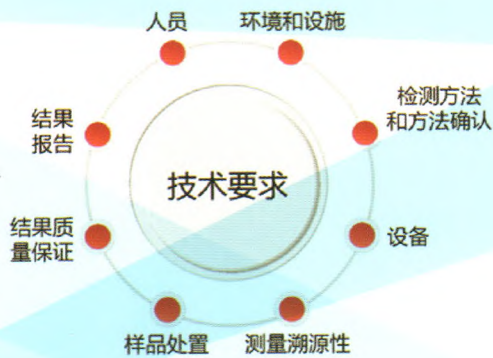 人员
环境和设施
检测方法
和方法确认
设备
测量溯源性
样品处置
结果质
量保证
结果
报告
技术要求